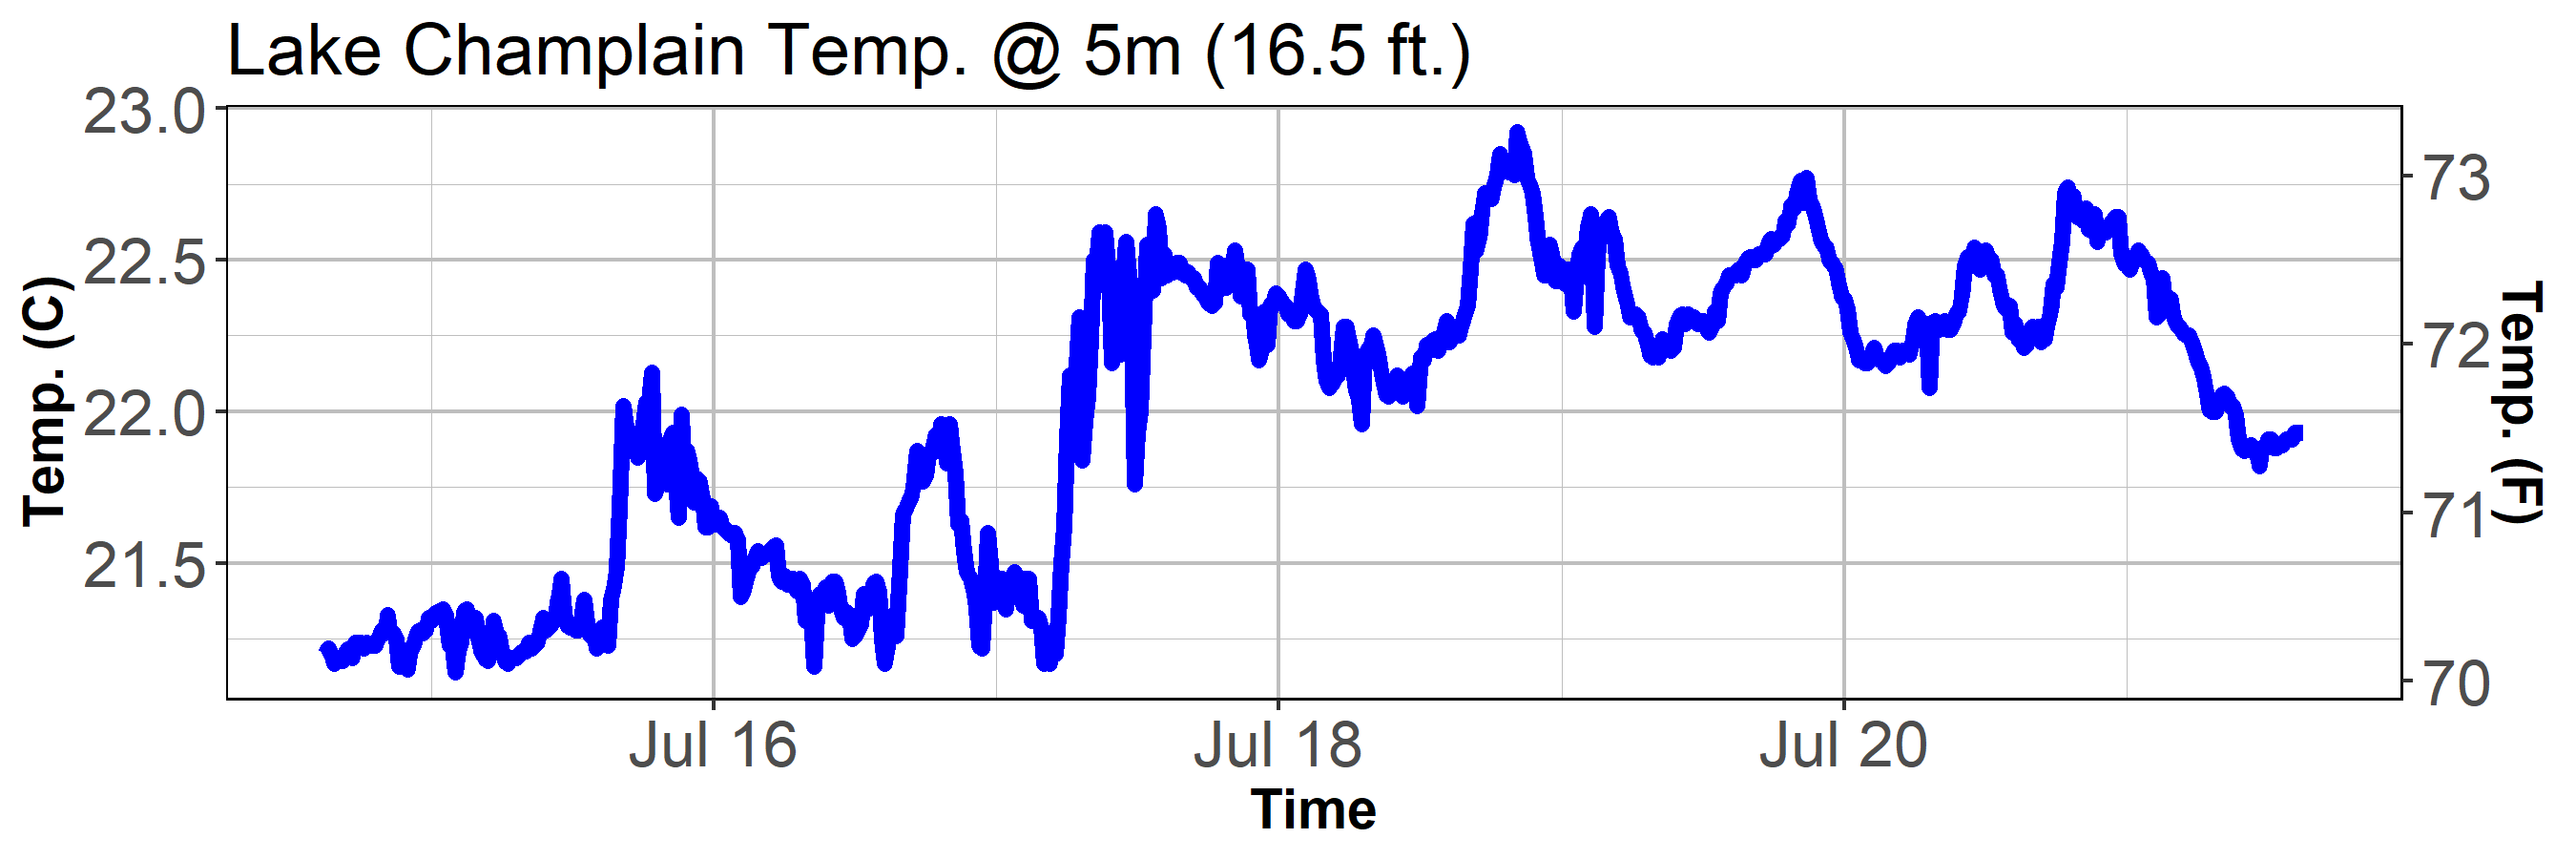 Lake Champlain Temp. @ 5m (16.5 ft.)
23.0
22.5
22.0
21.5
Temp. (C)
73
72
71
70
Temp. (F)
Jul 16 Jul 18 Jul 20
Time